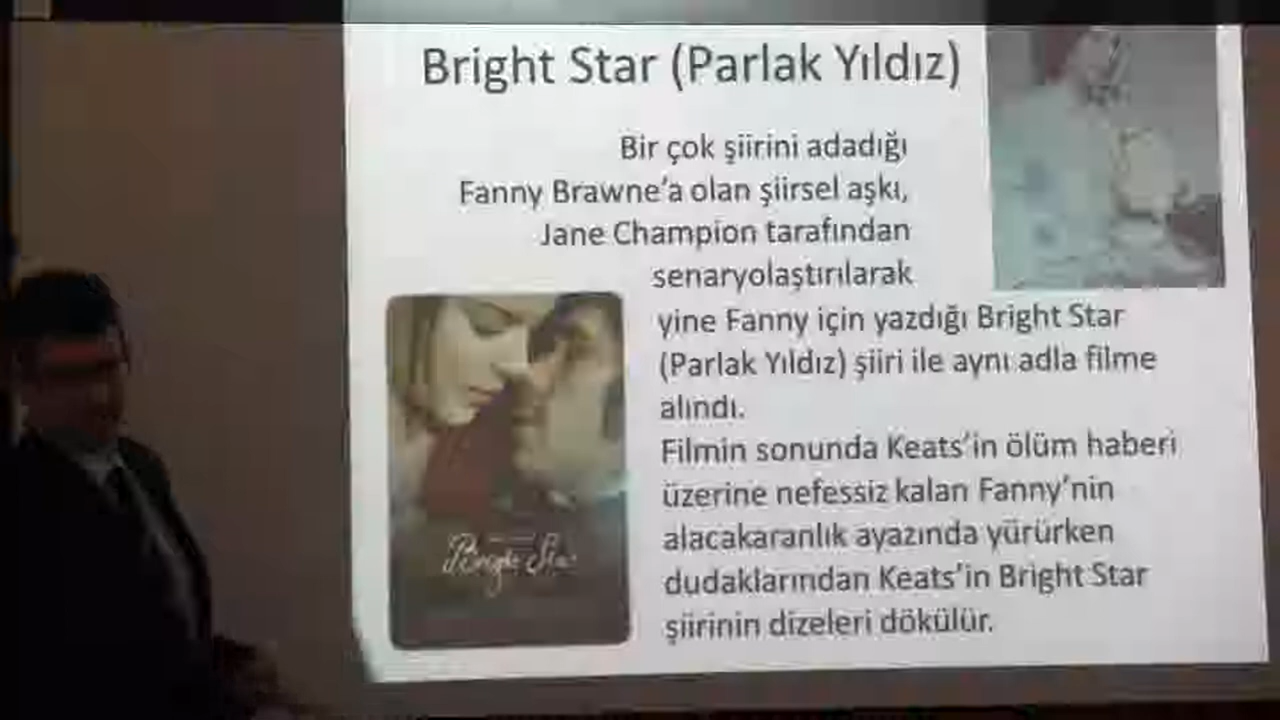 Bright Star (Parlak Yıldız)
Bir çok şiirini adadığı
Fanny Brawne’a olan şiirsel aşkı,
Jane Champion tarafından
senaryolaştırılarak
yine Fanny için yazdığı Bright Star
(Parlak Yıldız) şiiri ile aynı adla filme
alındı.
Filmin sonunda Keats’in ölüm haberi
üzerine nefessiz kalan Fanny’nin
alacakaranlık ayazında yürürken
dudaklarından Keats’in Bright Star
şiirinin dizeleri dökülür.
Bright Star